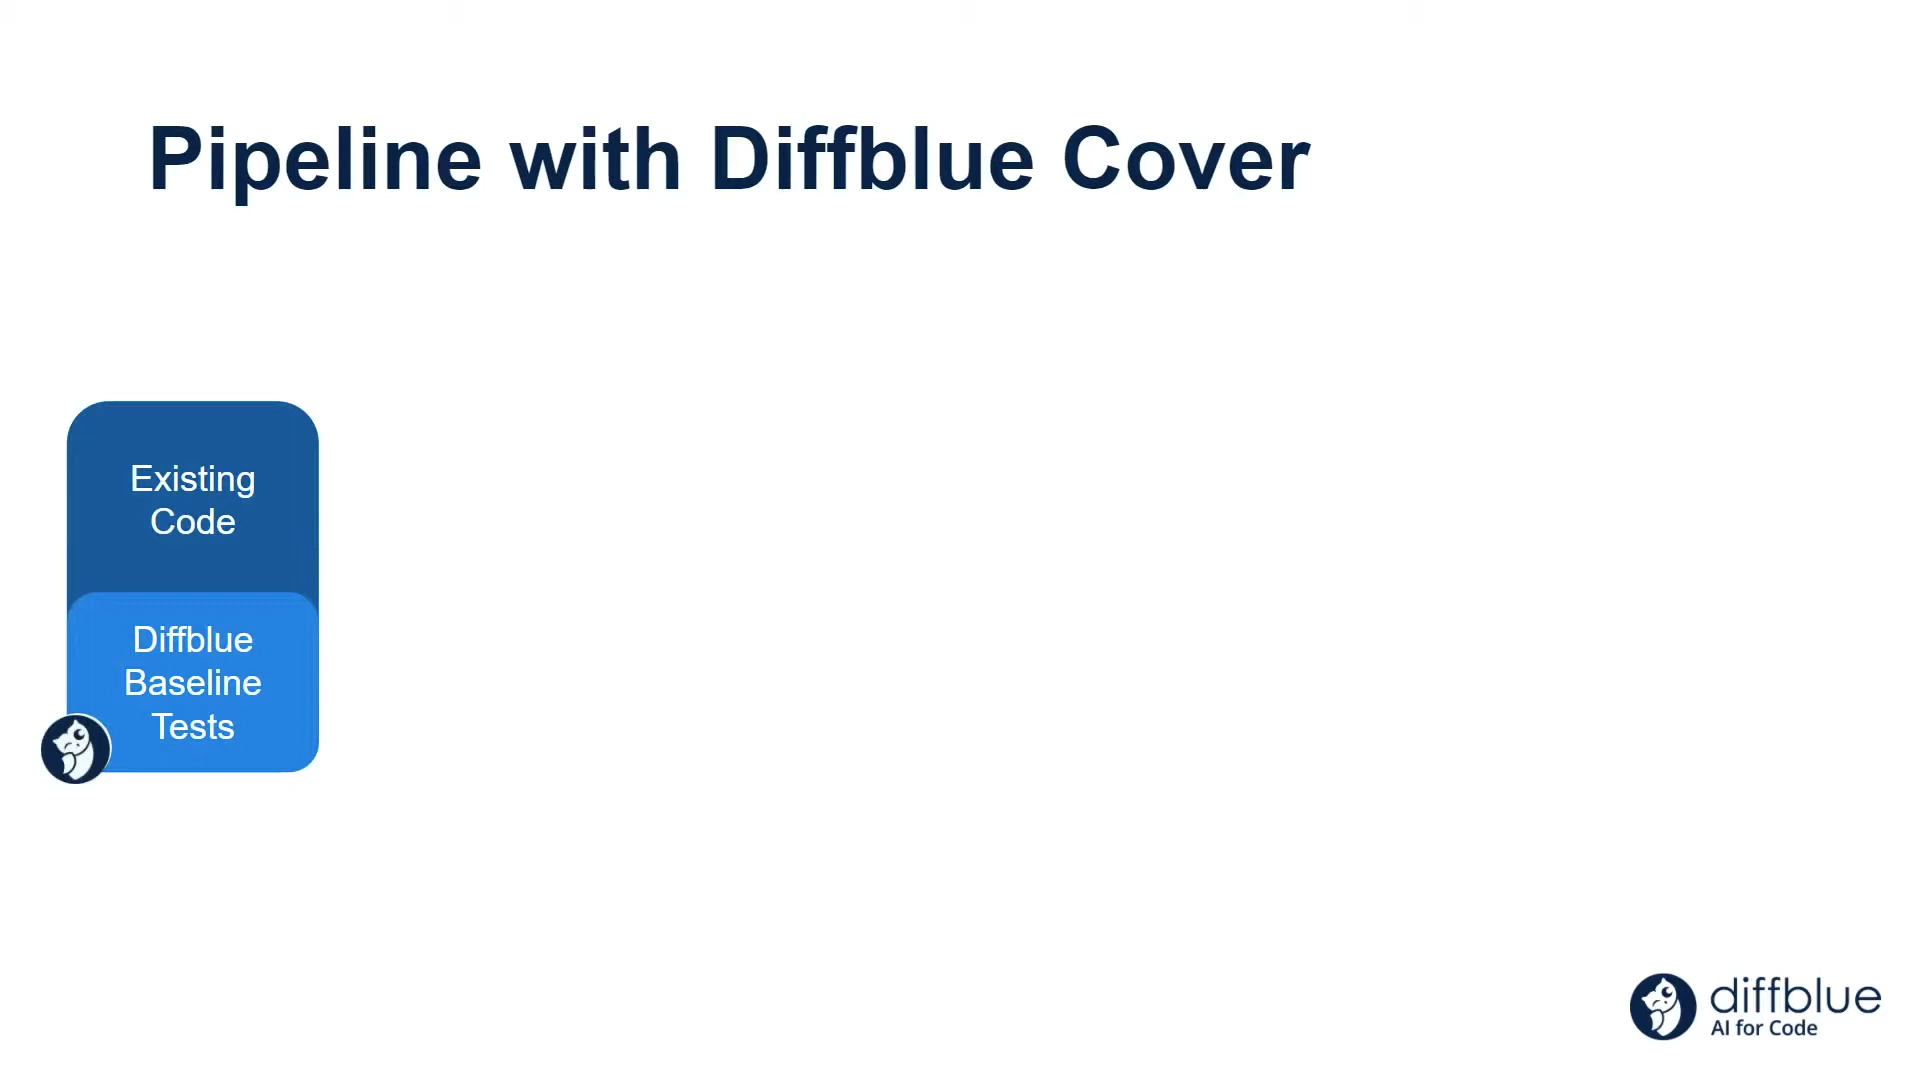 Pipeline with Diffblue Cover
Existing
Code
Diffblue
Baseline
Tests
diffblue
AI for Code